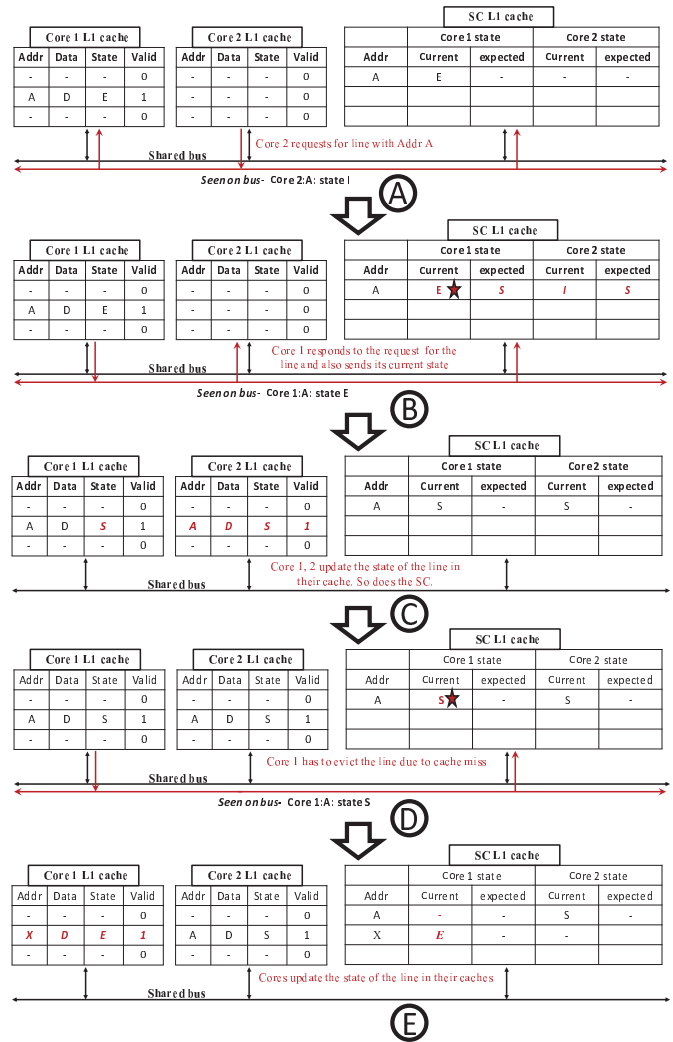 SC L1 cache
Core 1 L1 cache
Core 2 L1 cache
Core 1 state Core 2 state
Addr Data State Valid
Addr Data State Valid
Addr Current expected Current expected
- - - 0
- - - 0
A E - - -
A D E 1
- - - 0
- - - 0
- - - 0
Core 2 requests for line with Addr A
Shared bus
Seen on bus- Core 2:A: state I
A
SC L1 cache
Core 1 L1 cache
Core 2 L1 cache
Core 1 state Core 2 state
Addr Data State Valid
Addr Data State Valid
Addr Current expected Current expected
- - - 0
- - - 0
A E S I S
A D E 1
- - - 0
- - - 0
- - - 0
Core 1 responds to the request for the
line and also sends its current state
Shared bus
Seen on bus- Core 1:A: state E
B
SC L1 cache
Core 1 L1 cache
Core 2 L1 cache
Core 1 state Core 2 state
Addr Data State Valid
Addr Data State Valid
Addr Current expected Current expected
- - - 0
- - - 0
A S - S -
A D S 1
A D S 1
- - - 0
- - - 0
Core 1, 2 update the state of the line in
their cache. So does the SC.
Shared bus
C
SC L1 cache
Core 1 L1 cache
Core 2 L1 cache
Core 1 state Core 2 state
Addr Data State Valid
Addr Data State Valid
Addr Current expected Current expected
- - - 0
- - - 0
A S - S -
A D S 1
A D S 1
- - - 0
- - - 0
Core 1 has to evict the line due to cache miss
Shared bus
Seen on bus- Core 1:A: state S
D
SC L1 cache
Core 1 L1 cache
Core 2 L1 cache
Core 1 state Core 2 state
Addr Data State Valid
Addr Data State Valid
Addr Current expected Current expected
- - - 0
- - - 0
A - - S -
X D E 1
A D S 1
X E - -
- - - 0
- - - 0
Cores update the state of the line in their caches
Shared bus
E